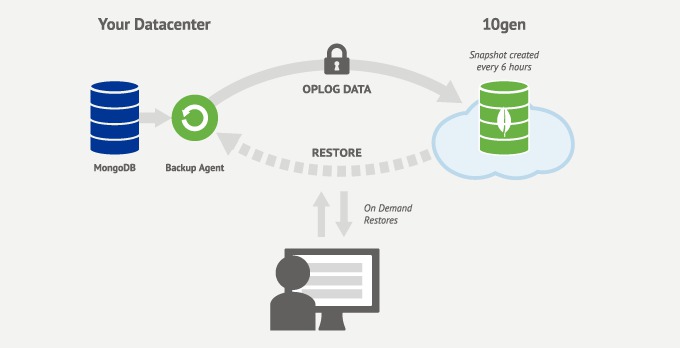 Your Datacenter
10gen
Snapshot created
every 6 hours
OPLOG DATA
RESTORE
MongoDB
Backup Agent
On Demand
Restores